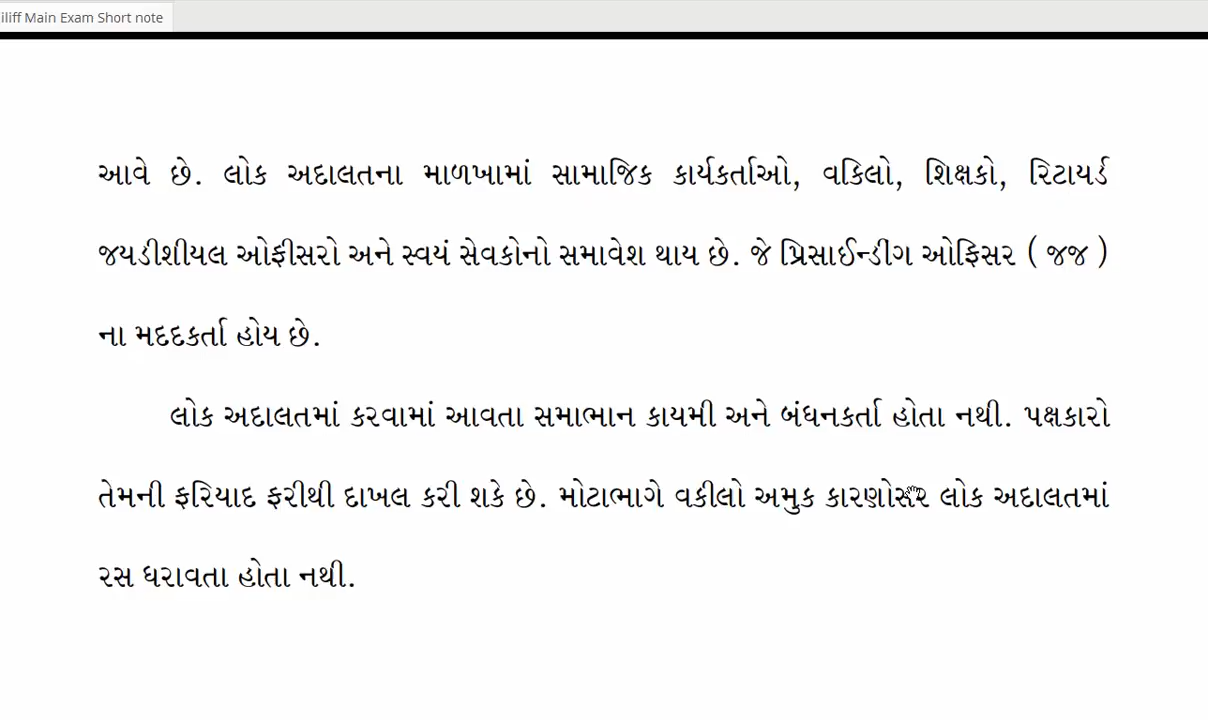 iliff Main Exam Short note
આવે છે. લોક અદાલતના માળખામાં સામાજિક કાર્યકર્તાઓ, વકિલો, શિક્ષકો, રિટાયર્ડ
જયડીશીયલ ઓફીસરો અને સ્વયં સેવકોનો સમાવેશ થાય છે. જે પ્રિસાઈન્ડીગ ઓફિસર ( જજ )
ના મદદકર્તા હોય છે.
લોક અદાલતમાં કરવામાં આવતા સમાભાન કાયમી અને બંધનકર્તા હોતા નથી. પક્ષકારો
તેમની ફરિયાદ ફરીથી દાખલ કરી શકે છે. મોટાભાગે વકીલો અમુક કારણોસર લોક અદાલતમાં
રસ ધરાવતા હોતા નથી.